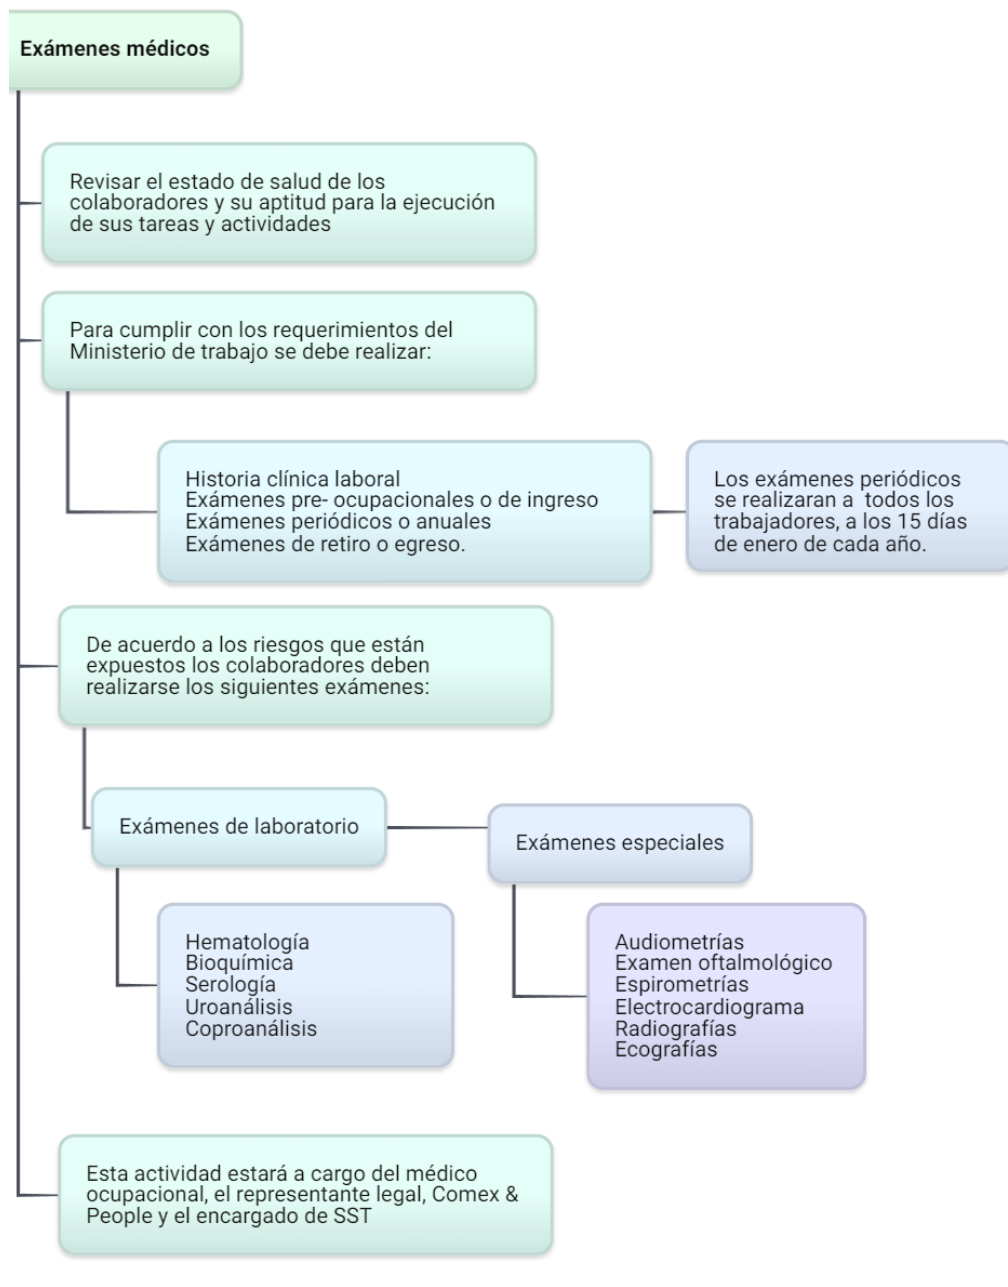 Exámenes médicos
Revisar el estado de salud de los
colaboradores y su aptitud para la ejecución
de sus tareas y actividades
Para cumplir con los requerimientos del
Ministerio de trabajo se debe realizar:
Historia clínica laboral
Exámenes pre- ocupacionales o de ingreso
Exámenes periódicos o anuales
Exámenes de retiro o egreso.
Los exámenes periódicos
se realizaran a  todos los
trabajadores, a los 15 días
de enero de cada año.
De acuerdo a los riesgos que están
expuestos los colaboradores deben
realizarse los siguientes exámenes:
Exámenes de laboratorio
Hematología
Bioquímica
Serología
Uroanálisis
Coproanálisis
Exámenes especiales
Audiometrías
Examen oftalmológico
Espirometrías
Electrocardiograma
Radiografías
Ecografías
Esta actividad estará a cargo del médico
ocupacional, el representante legal, Comex &
People y el encargado de SST